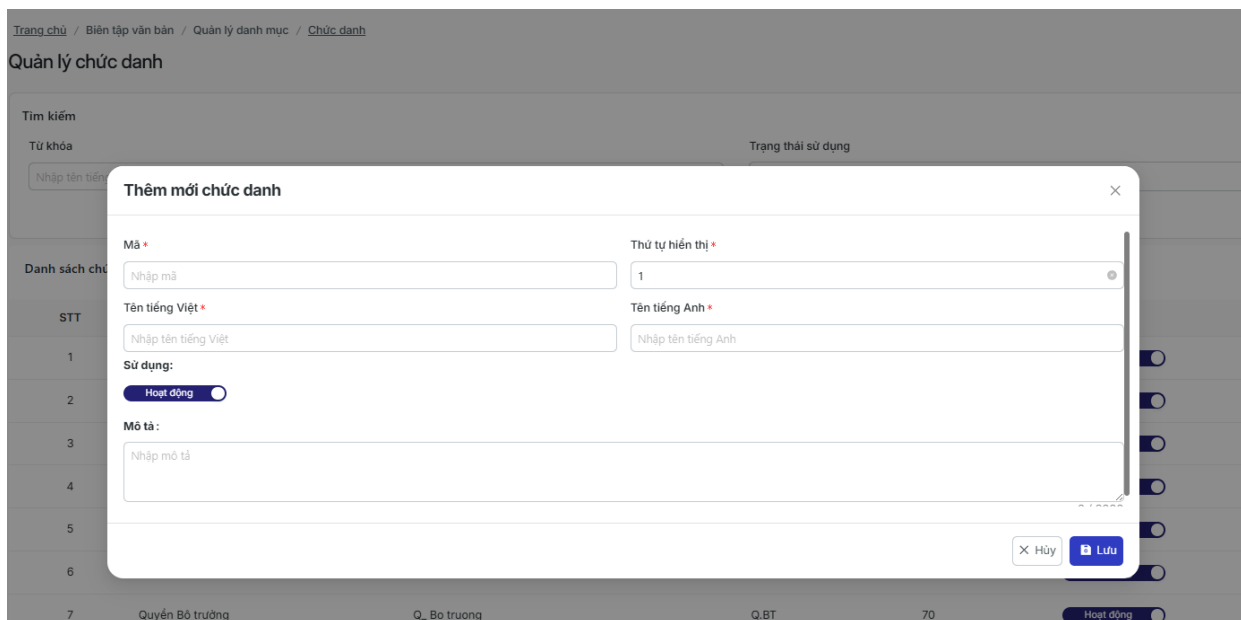 Trang chủ / Biên tập văn bản / Quản lý danh mục / Chức danh
Quản lý chức danh
Tìm kiếm
Từ khóa Trạng thái sử dụng
Nhập tên tiếng
Thêm mới chức danh
Mã * Thứ tự hiển thị *
Nhập mã 1
Danh sách
Tên tiếng Việt * Tên tiếng Anh *
STT
Nhập tên tiếng Việt Nhập tên tiếng Anh
1
Sử dụng:
Hoạt động
2
Mô tả :
3
Nhập mô tả
4
5
Hủy Lưu
6
7 Quyền Bộ trưởng Q_ Bo truong Q.BT 70 Hoạt động